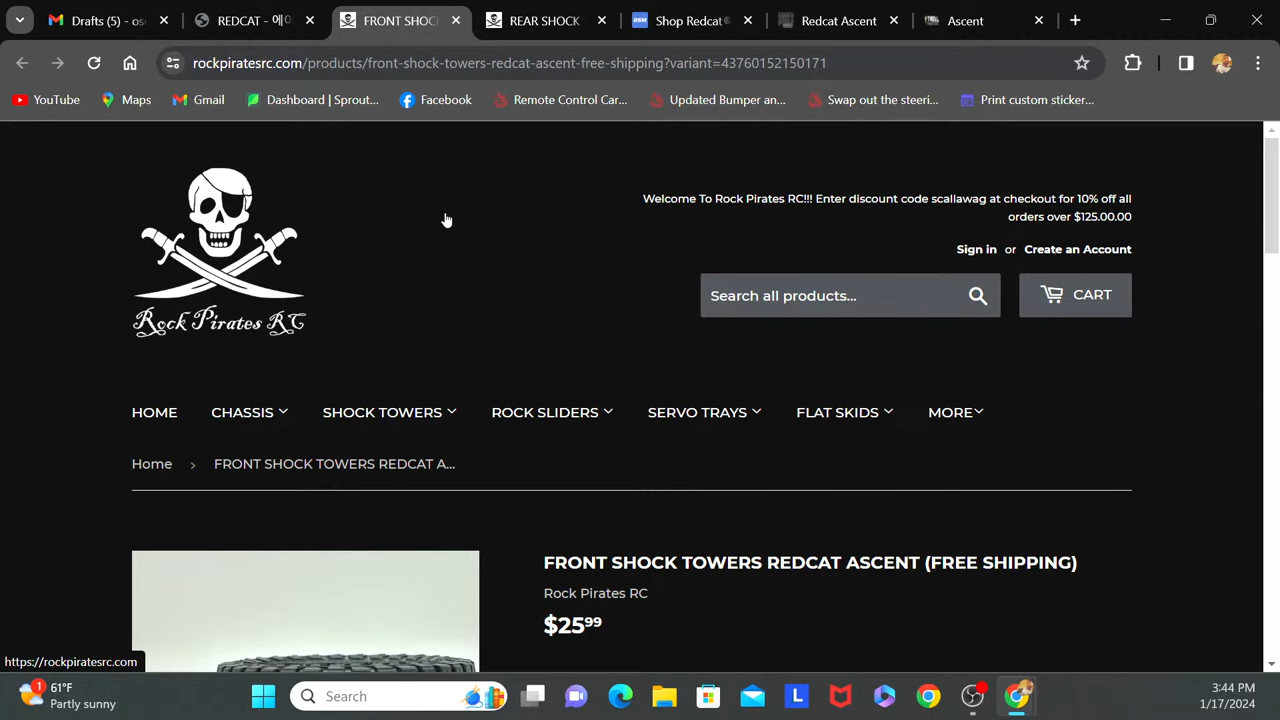 Drafts (5) - os
REDCAT - 에
FRONT SHOC
REAR SHOCK
Shop Redcat
Redcat Ascent
Ascent
rockpiratesrc.com/products/front-shock-towers-redcat-ascent-free-shipping?variant=43760152150171
YouTube
Maps
Gmail
Dashboard | Sprout...
Facebook
Remote Control Car...
Updated Bumper an...
Swap out the steeri...
Print custom sticker...
Welcome To Rock Pirates RC!!! Enter discount code scallawag at checkout for 10% off all
orders over $125.00.00
Sign in or Create an Account
Search all products...
CART
Rock Pirates RC
HOME
CHASSIS
SHOCK TOWERS
ROCK SLIDERS
SERVO TRAYS
FLAT SKIDS
MORE
Home › FRONT SHOCK TOWERS REDCAT A...
FRONT SHOCK TOWERS REDCAT ASCENT (FREE SHIPPING)
Rock Pirates RC
$25⁹⁹
https://rockpiratesrc.com
1
61°F
Partly sunny
Search
L
3:44 PM
1/17/2024